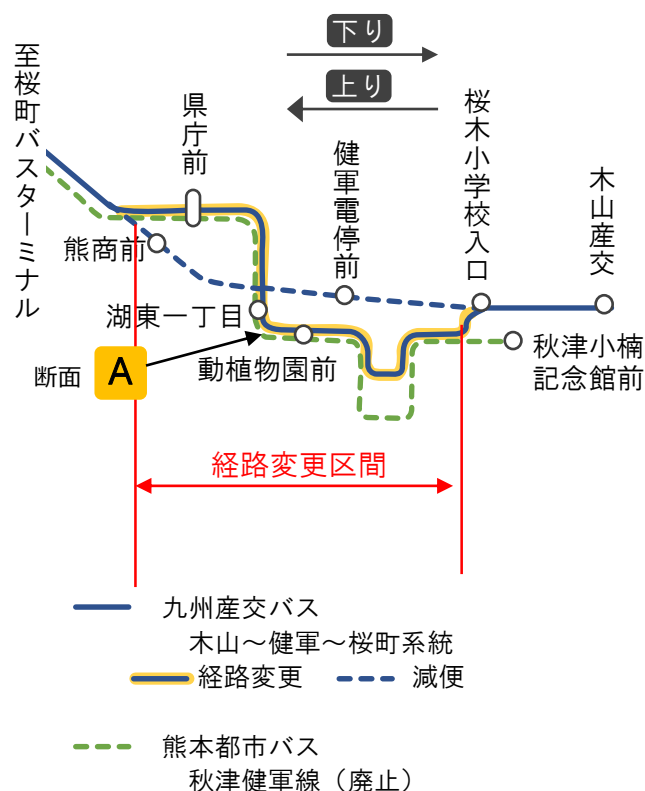 下り
上り
至桜町バスターミナル
県庁前
健軍電停前
桜木小学校入口
木山産交
熊商前
湖東一丁目
動植物園前
秋津小楠
記念館前
断面
A
経路変更区間
九州産交バス
木山～健軍～桜町系統
経路変更
減便
熊本都市バス
秋津健軍線（廃止）